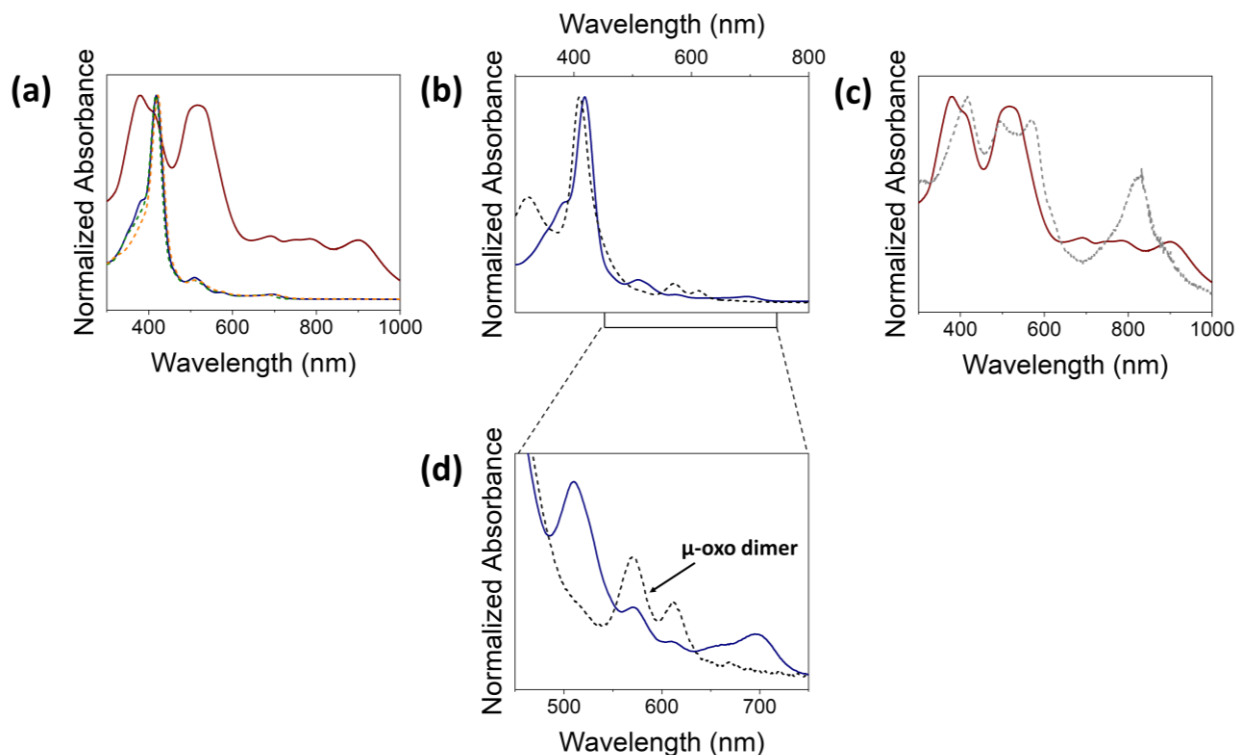 (a)
Normalized Absorbance
400 600 800 1000
Wavelength (nm)
Wavelength (nm)
400 600 800
(b)
Normalized Absorbance
(c)
Normalized Absorbance
400 600 800 1000
Wavelength (nm)
(d)
Normalized Absorbance
μ-oxo dimer
500 600 700
Wavelength (nm)